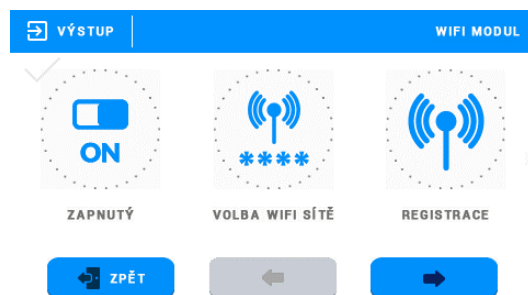 VÝSTUP
WIFI MODUL
ON
****
ZAPNUTÝ
VOLBA WIFI SÍTĚ
REGISTRACE
ZPĚT